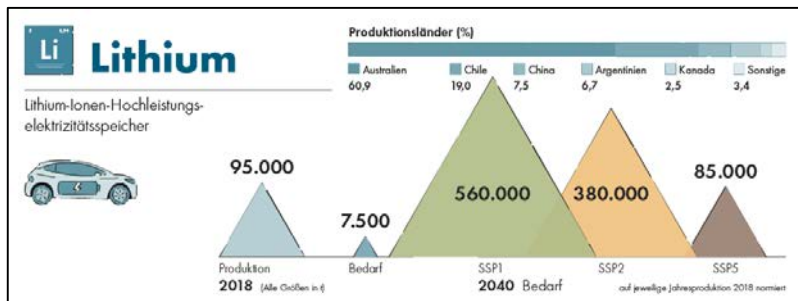 Li
Lithium
Lithium-Ionen-Hochleistungs-
elektrizitätsspeicher
Produktionsländer (%)
Australien Chile China Argentinien Kanada Sonstige
60,9 19,0 7,5 6,7 2,5 3,4
95.000
7.500
560.000
380.000
85.000
Produktion Bedarf SSP1 SSP2 SSP5
2018 (Alle Größen in t) 2040 Bedarf auf jeweilige Jahresproduktion 2018 normiert